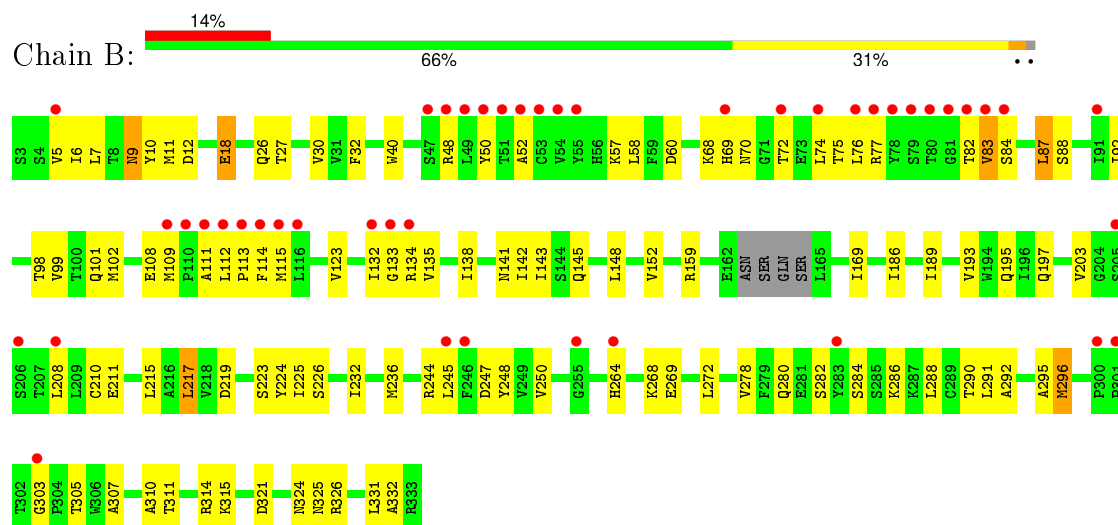 14%
Chain B:
66%
31%
S3 S4 V5 I6 L7 T8 N9 Y10 M11 D12 E18 Q26 T27 V30 V31 F32 W40 S47 R48 L49 Y50 T51 A52 C53 V54 Y55 H56 K57 L58 F59 D60 K68 H69 N70 G71 T72 E73 L74 T75 L76 R77 Y78 S79 T80 G81 T82 V83 S84 L87 S88 I91 I92
T98 V99 T100 Q101 M102 E108 M109 P110 A111 L112 P113 F114 M115 L116 V123 I132 G133 R134 V135 I138 N141 I142 I143 S144 Q145 L148 V152 R159 E162 ASN SER GLN SER L165 I169 I186 I189 V193 W194 Q195 I196 Q197 V203 G204 S205
S206 T207 L208 L209 C210 E211 L215 A216 L217 V218 D219 S223 Y224 I225 S226 I232 M236 R244 L245 F246 D247 Y248 V249 V250 G255 H264 K268 E269 L272 V278 F279 Q280 E281 S282 Y283 S284 S285 K286 K287 L288 C289 T290 L291 A292 A295 M296 P300
T302 G303 P304 T305 W306 A307 A310 T311 R314 K315 D321 N324 N325 R326 L331 A332 R333